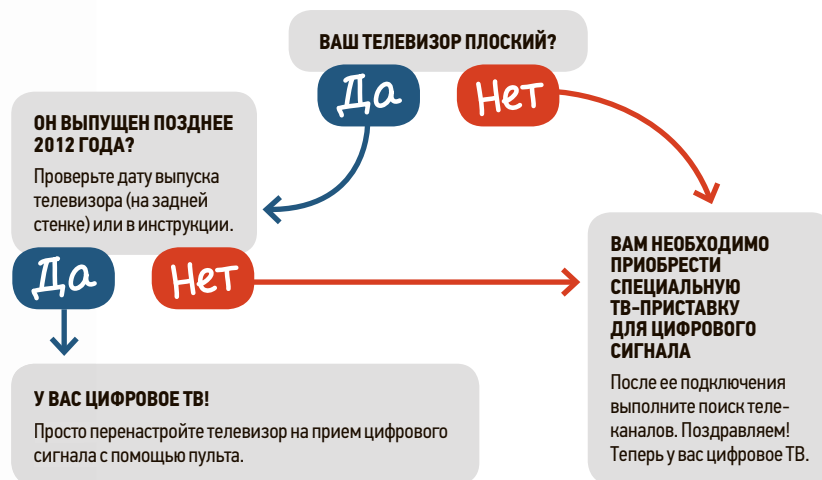 ВАШ ТЕЛЕВИЗОР ПЛОСКИЙ?
Да
Нет
ОН ВЫПУЩЕН ПОЗДНЕЕ
2012 ГОДА?
Проверьте дату выпуска
телевизора (на задней
стенке) или в инструкции.
Да
Нет
ВАМ НЕОБХОДИМО
ПРИОБРЕСТИ
СПЕЦИАЛЬНУЮ
ТВ-ПРИСТАВКУ
ДЛЯ ЦИФРОВОГО
СИГНАЛА
После ее подключения
выполните поиск теле-
каналов. Поздравляем!
Теперь у вас цифровое ТВ.
У ВАС ЦИФРОВОЕ ТВ!
Просто перенастройте телевизор на прием цифрового
сигнала с помощью пульта.